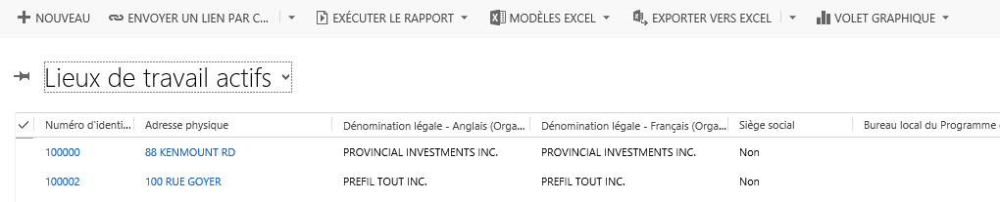 NOUVEAU ENVOYER UN LIEN PAR C... EXÉCUTER LE RAPPORT MODÈLES EXCEL EXPORTER VERS EXCEL VOLET GRAPHIQUE
Lieux de travail actifs
Numéro d'identi... Adresse physique Dénomination légale - Anglais (Orga... Dénomination légale - Français (Orga... Siège social Bureau local du Programme
100000 88 KENMOUNT RD PROVINCIAL INVESTMENTS INC. PROVINCIAL INVESTMENTS INC. Non
100002 100 RUE GOYER PREFIL TOUT INC. PREFIL TOUT INC. Non